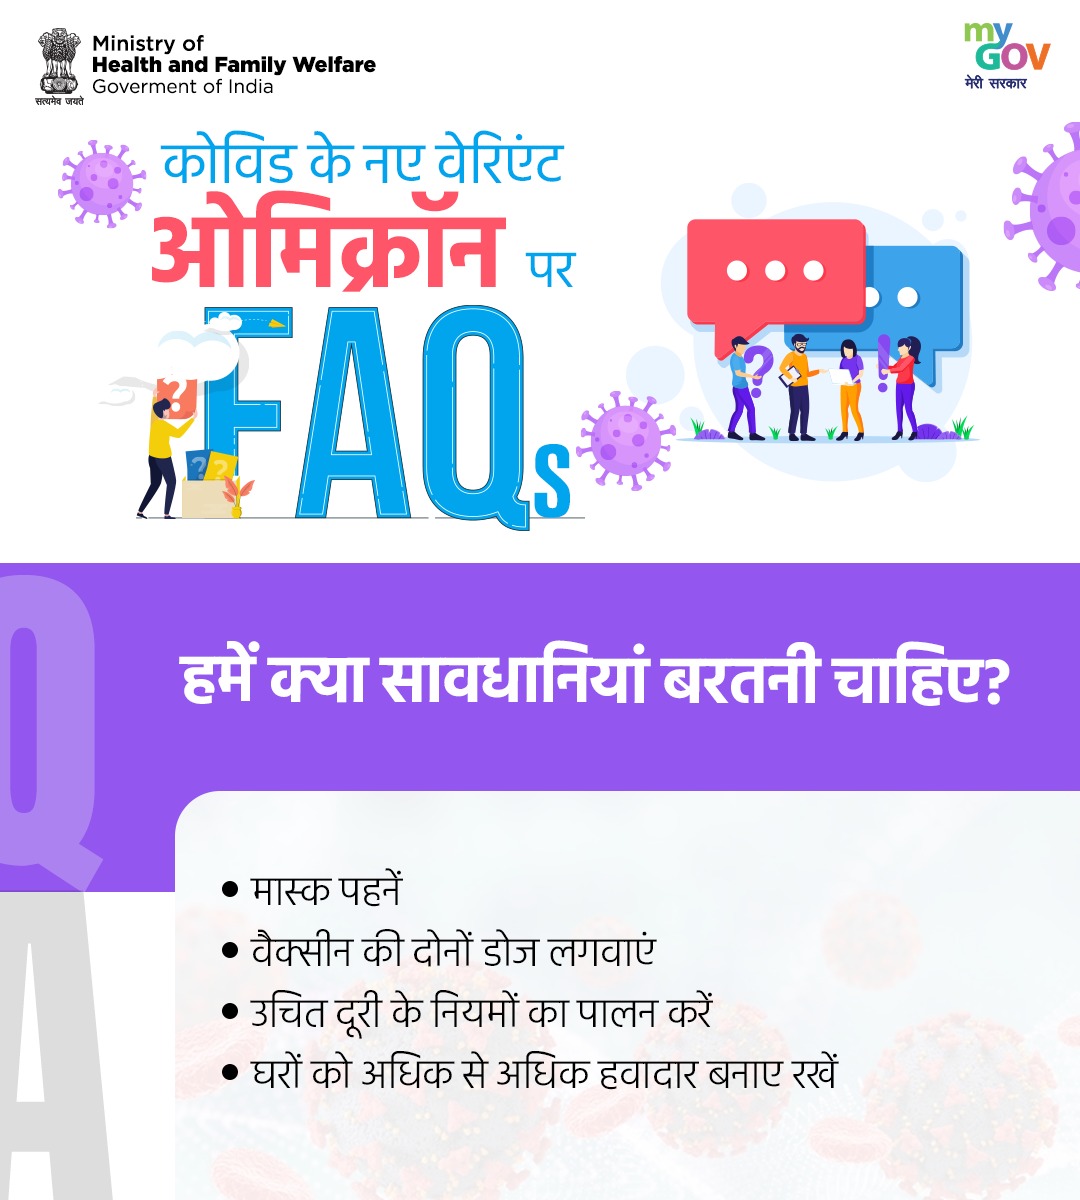 Ministry of
Health and Family Welfare
Goverment of India
सत्यमेव जयते
my
GOV
मेरी सरकार
कोविड के नए वेरिएंट
ओमिक्रॉन पर
FAQs
?
? ?
? !
Q
हमें क्या सावधानियां बरतनी चाहिए?
A
• मास्क पहनें
• वैक्सीन की दोनों डोज लगवाएं
• उचित दूरी के नियमों का पालन करें
• घरों को अधिक से अधिक हवादार बनाए रखें